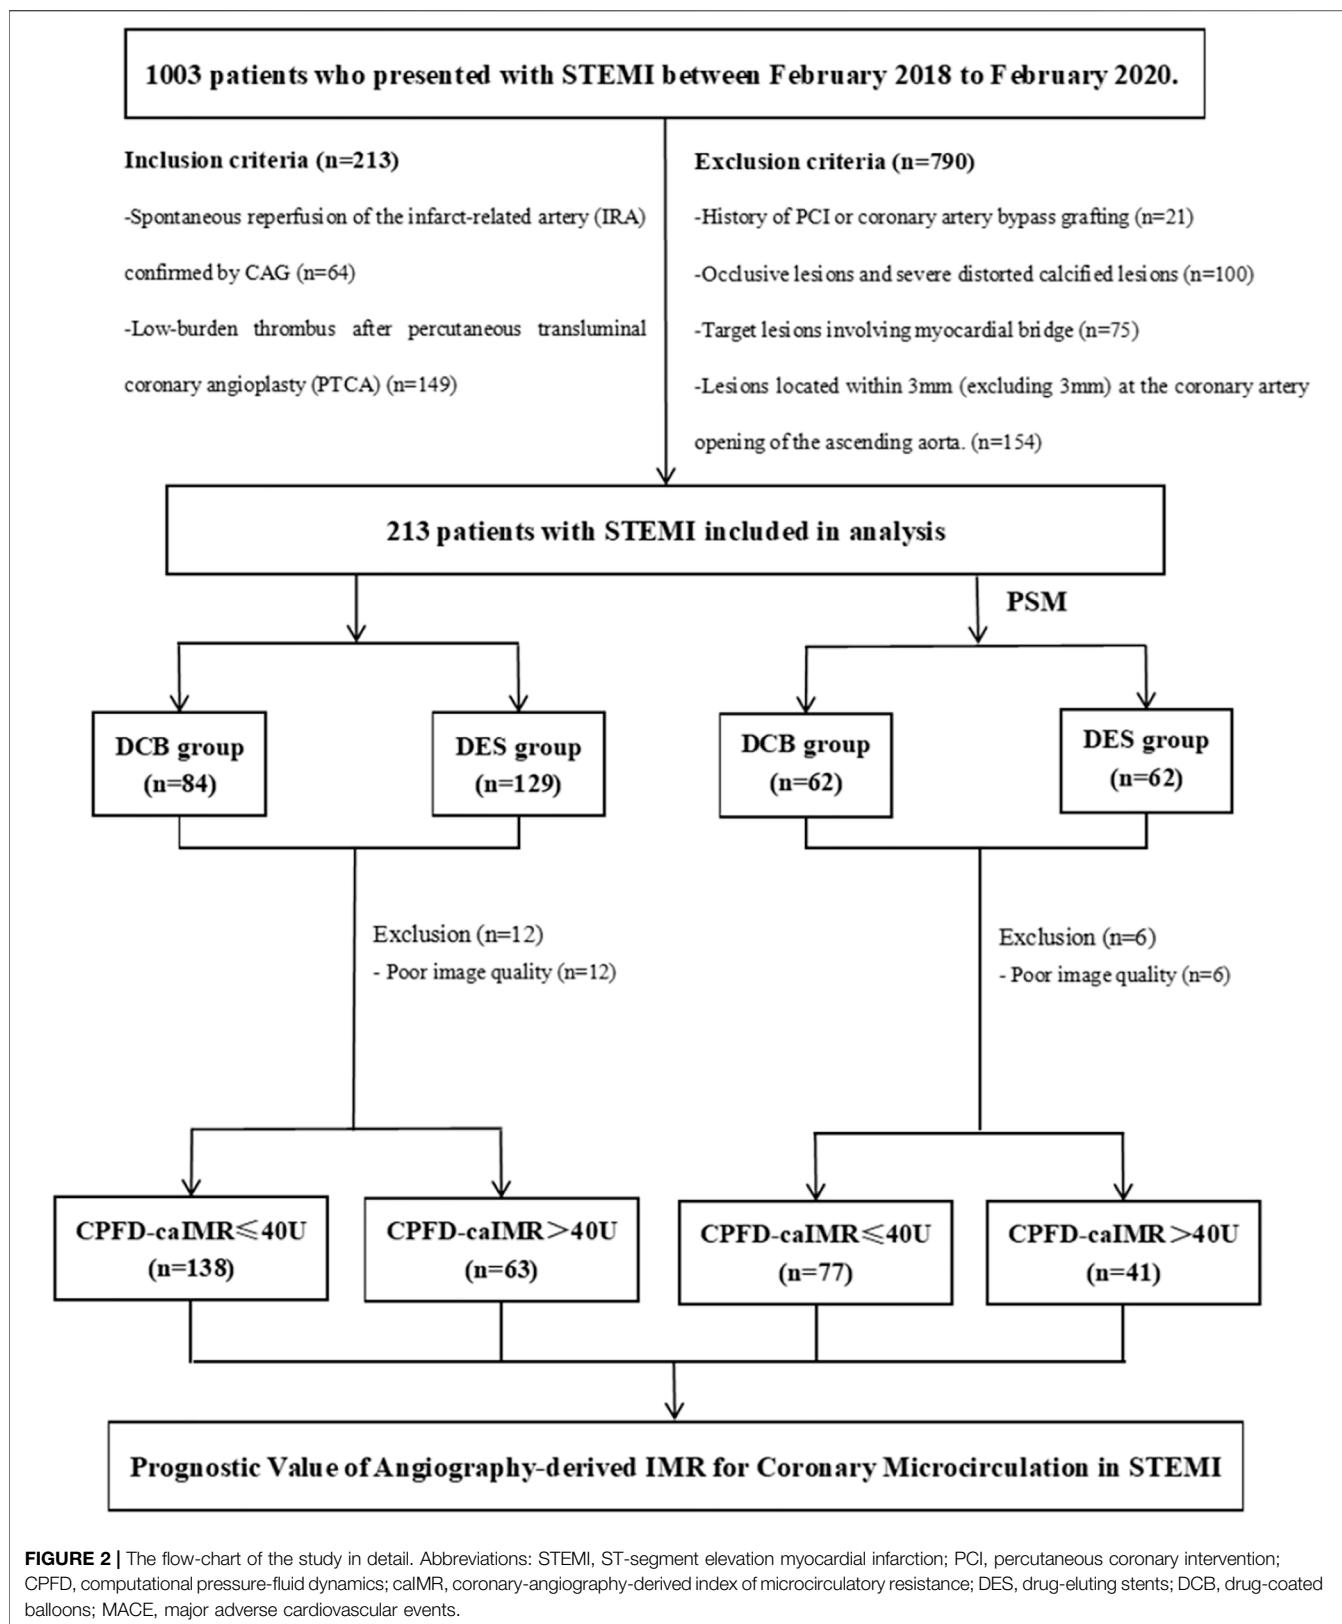 1003 patients who presented with STEMI between February 2018 to February 2020.
Inclusion criteria (n=213)
-Spontaneous reperfusion of the infarct-related artery (IRA)
confirmed by CAG (n=64)
-Low-burden thrombus after percutaneous transluminal
coronary angioplasty (PTCA) (n=149)
Exclusion criteria (n=790)
-History of PCI or coronary artery bypass grafting (n=21)
-Occlusive lesions and severe distorted calcified lesions (n=100)
-Target lesions involving myocardial bridge (n=75)
-Lesions located within 3mm (excluding 3mm) at the coronary artery
opening of the ascending aorta. (n=154)
213 patients with STEMI included in analysis
PSM
DCB group
(n=84)
DES group
(n=129)
DCB group
(n=62)
DES group
(n=62)
Exclusion (n=12)
- Poor image quality (n=12)
Exclusion (n=6)
- Poor image quality (n=6)
CPFD-caIMR≤40U
(n=138)
CPFD-caIMR>40U
(n=63)
CPFD-caIMR≤40U
(n=77)
CPFD-caIMR>40U
(n=41)
Prognostic Value of Angiography-derived IMR for Coronary Microcirculation in STEMI
FIGURE 2 | The flow-chart of the study in detail. Abbreviations: STEMI, ST-segment elevation myocardial infarction; PCI, percutaneous coronary intervention;
CPFD, computational pressure-fluid dynamics; caIMR, coronary-angiography-derived index of microcirculatory resistance; DES, drug-eluting stents; DCB, drug-coated
balloons; MACE, major adverse cardiovascular events.